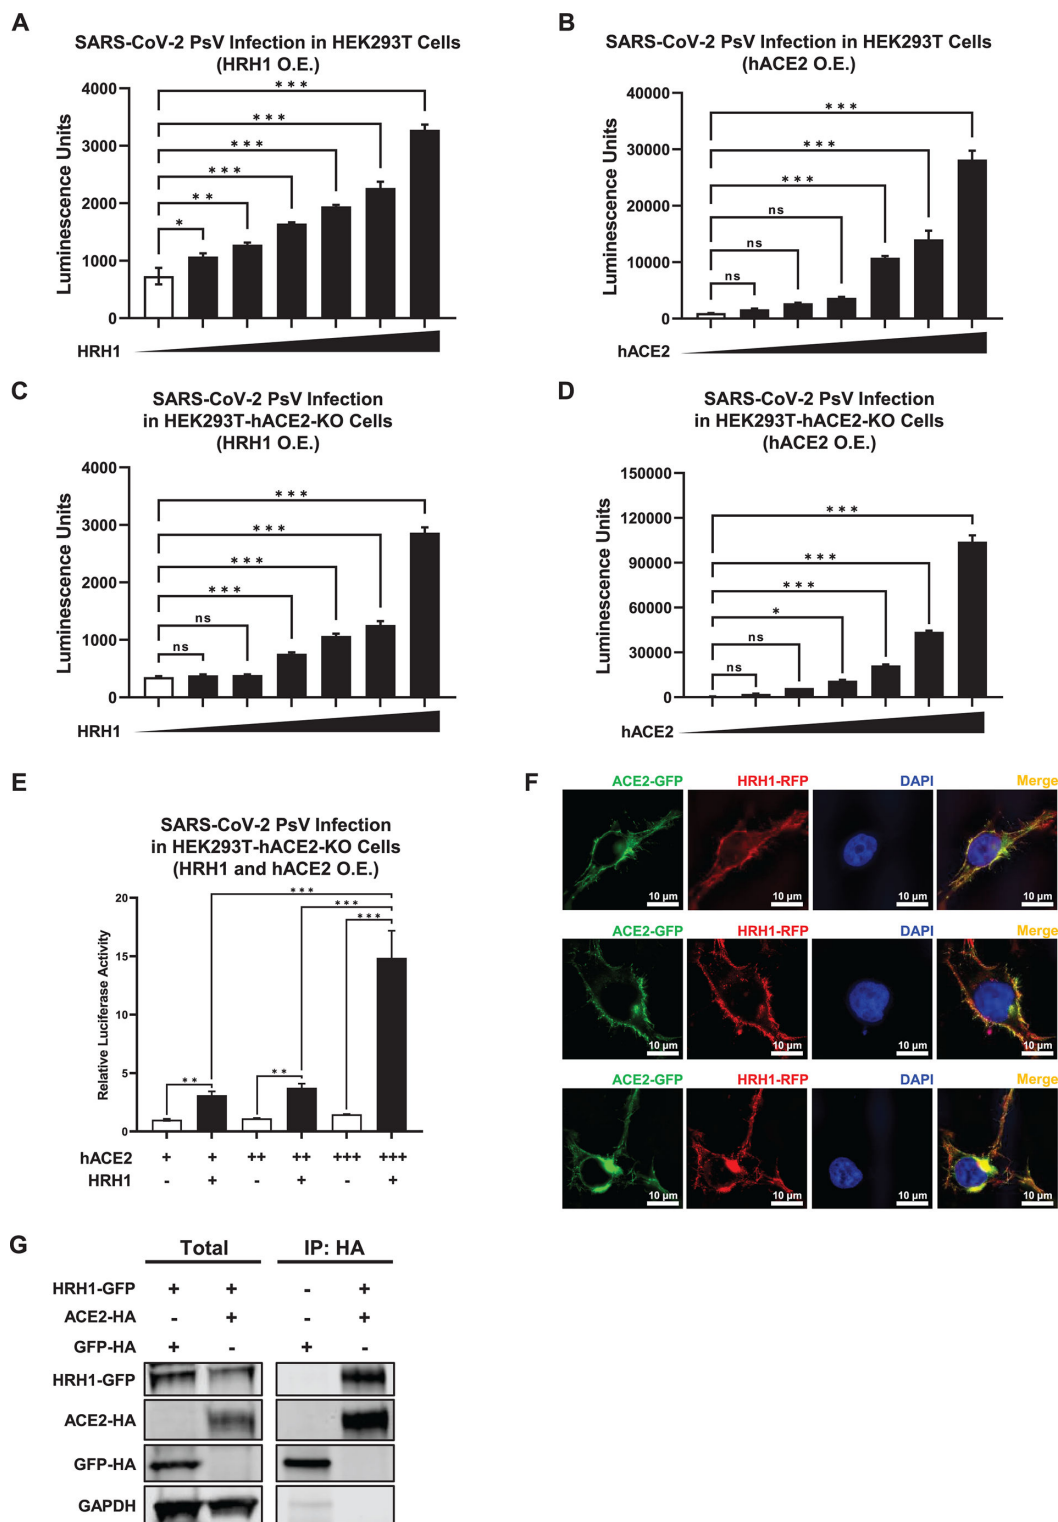 A
SARS-CoV-2 PsV Infection in HEK293T Cells
(HRH1 O.E.)
Luminescence Units
4000
3000
2000
1000
0
* * *
* * *
* * *
* * *
* *
*
HRH1
B
SARS-CoV-2 PsV Infection in HEK293T Cells
(hACE2 O.E.)
Luminescence Units
40000
30000
20000
10000
0
* * *
* * *
* * *
ns
ns
ns
hACE2
C
SARS-CoV-2 PsV Infection
in HEK293T-hACE2-KO Cells
(HRH1 O.E.)
Luminescence Units
4000
3000
2000
1000
0
* * *
* * *
* * *
* * *
ns
ns
HRH1
D
SARS-CoV-2 PsV Infection
in HEK293T-hACE2-KO Cells
(hACE2 O.E.)
Luminescence Units
150000
120000
90000
60000
30000
0
* * *
* * *
* * *
*
ns
ns
hACE2
E
SARS-CoV-2 PsV Infection
in HEK293T-hACE2-KO Cells
(HRH1 and hACE2 O.E.)
Relative Luciferase Activity
20
15
10
5
0
* * *
* * *
* * *
* *
* *
hACE2 + + ++ ++ +++ +++
HRH1 - + - + - +
F
ACE2-GFP HRH1-RFP DAPI Merge
10 µm 10 µm 10 µm 10 µm
ACE2-GFP HRH1-RFP DAPI Merge
10 µm 10 µm 10 µm 10 µm
ACE2-GFP HRH1-RFP DAPI Merge
10 µm 10 µm 10 µm 10 µm
G
Total IP: HA
HRH1-GFP + + - +
ACE2-HA - + - +
GFP-HA + - + -
HRH1-GFP
ACE2-HA
GFP-HA
GAPDH